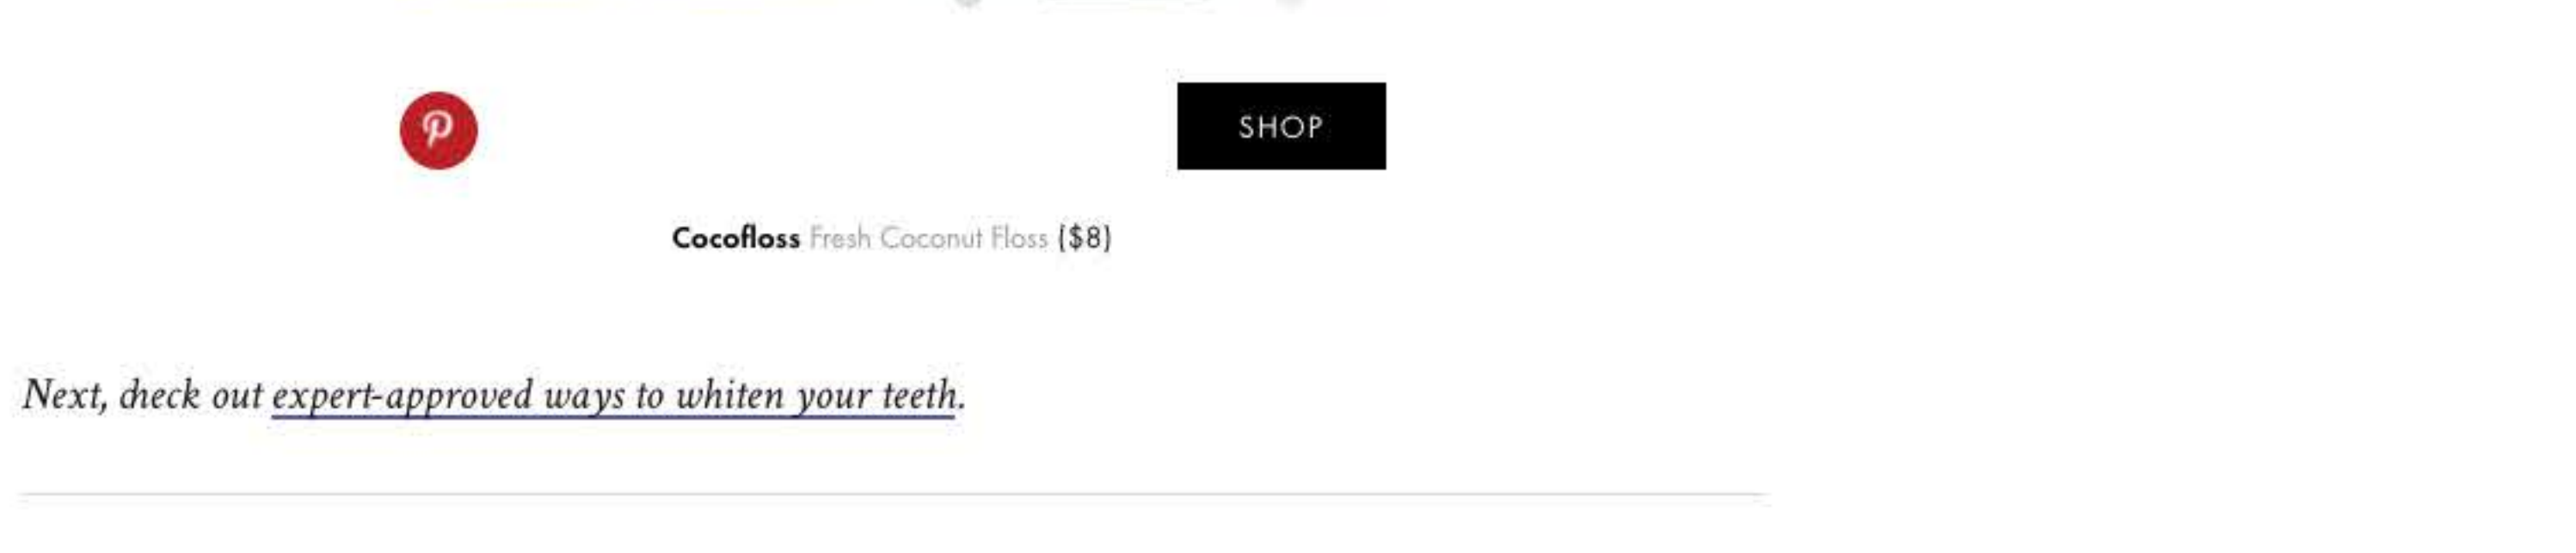 SHOP
Cocofloss Fresh Coconut Floss ($8)
Next, check out expert-approved ways to whiten your teeth.